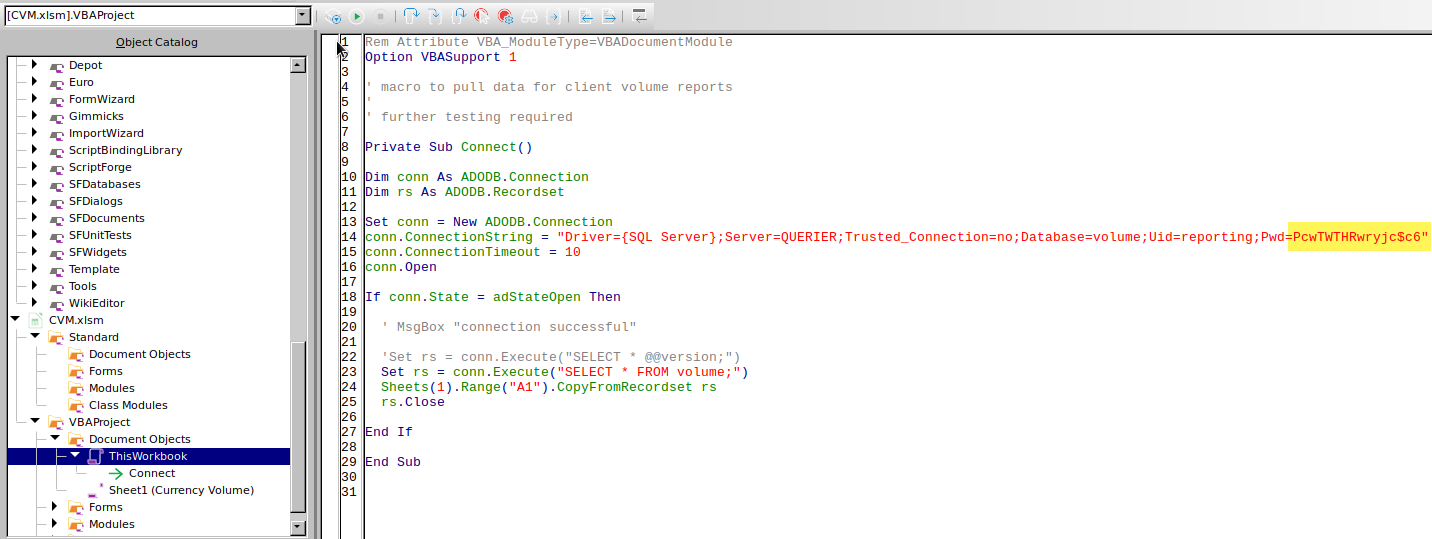 [CVM.xlsm].VBAProject
Object Catalog
Depot
Euro
FormWizard
Gimmicks
ImportWizard
ScriptBindingLibrary
ScriptForge
SFDatabases
SFDialogs
SFDocuments
SFUnitTests
SFWidgets
Template
Tools
WikiEditor
CVM.xlsm
Standard
Document Objects
Forms
Modules
Class Modules
VBAProject
Document Objects
ThisWorkbook
Connect
Sheet1 (Currency Volume)
Forms
Modules
1 Rem Attribute VBA_ModuleType=VBADocumentModule
2 Option VBASupport 1
3
4 ' macro to pull data for client volume reports
5 '
6 ' further testing required
7
8 Private Sub Connect()
9
10 Dim conn As ADODB.Connection
11 Dim rs As ADODB.Recordset
12
13 Set conn = New ADODB.Connection
14 conn.ConnectionString = "Driver={SQL Server};Server=QUERIER;Trusted_Connection=no;Database=volume;Uid=reporting;Pwd=PcwTWTHRwryjc$c6"
15 conn.ConnectionTimeout = 10
16 conn.Open
17
18 If conn.State = adStateOpen Then
19
20   ' MsgBox "connection successful"
21
22   'Set rs = conn.Execute("SELECT * @@version;")
23   Set rs = conn.Execute("SELECT * FROM volume;")
24   Sheets(1).Range("A1").CopyFromRecordset rs
25   rs.Close
26
27 End If
28
29 End Sub
30
31